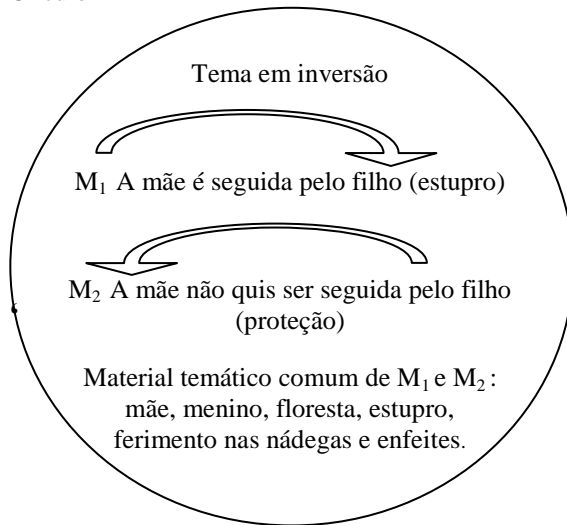 Tema em inversão
M₁ A mãe é seguida pelo filho (estupro)
M₂ A mãe não quis ser seguida pelo filho
(proteção)
Material temático comum de M₁ e M₂ :
mãe, menino, floresta, estupro,
ferimento nas nádegas e enfeites.